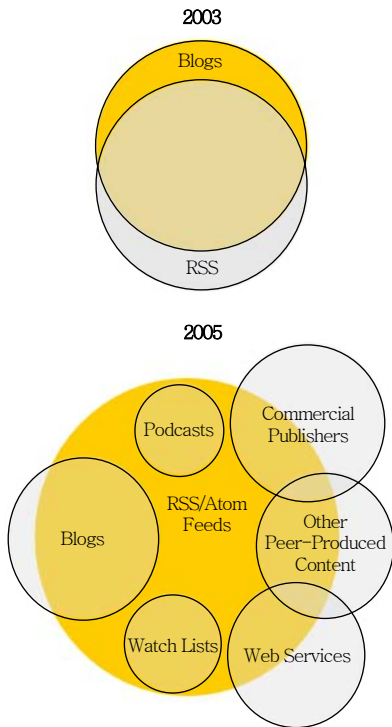 2003
Blogs
RSS
2005
Podcasts
Commercial
Publishers
RSS/Atom
Feeds
Blogs
Other
Peer-Produced
Content
Watch Lists
Web Services